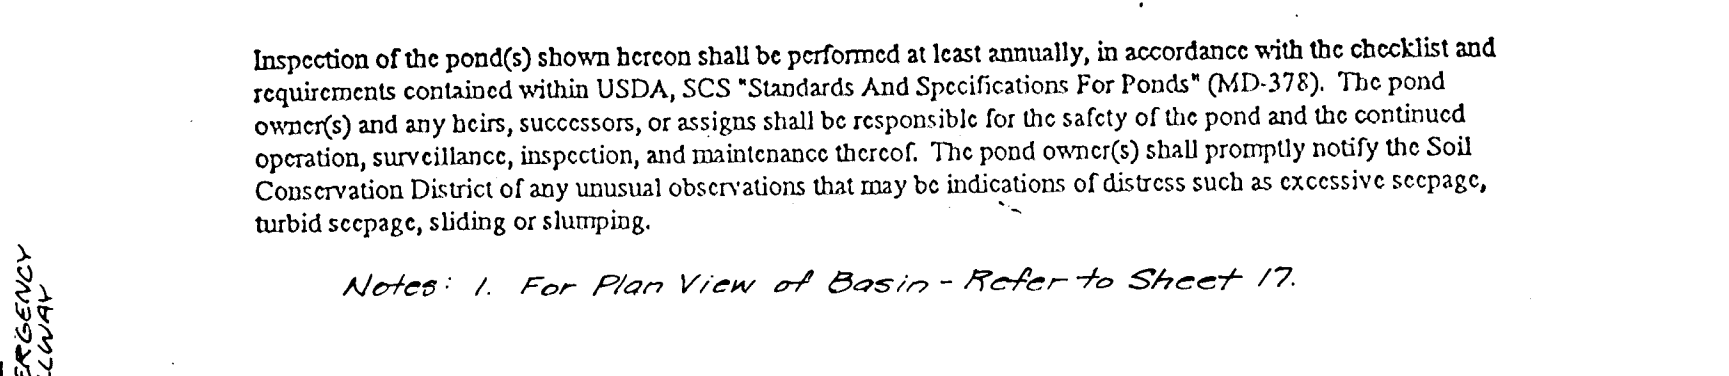 Inspection of the pond(s) shown hereon shall be performed at least annually, in accordance with the checklist and
requirements contained within USDA, SCS "Standards And Specifications For Ponds" (MD-378). The pond
owner(s) and any heirs, successors, or assigns shall be responsible for the safety of the pond and the continued
operation, surveillance, inspection, and maintenance thereof. The pond owner(s) shall promptly notify the Soil
Conservation District of any unusual observations that may be indications of distress such as excessive seepage,
turbid seepage, sliding or slumping.
Notes: 1. For Plan View of Basin - Refer to Sheet 17.